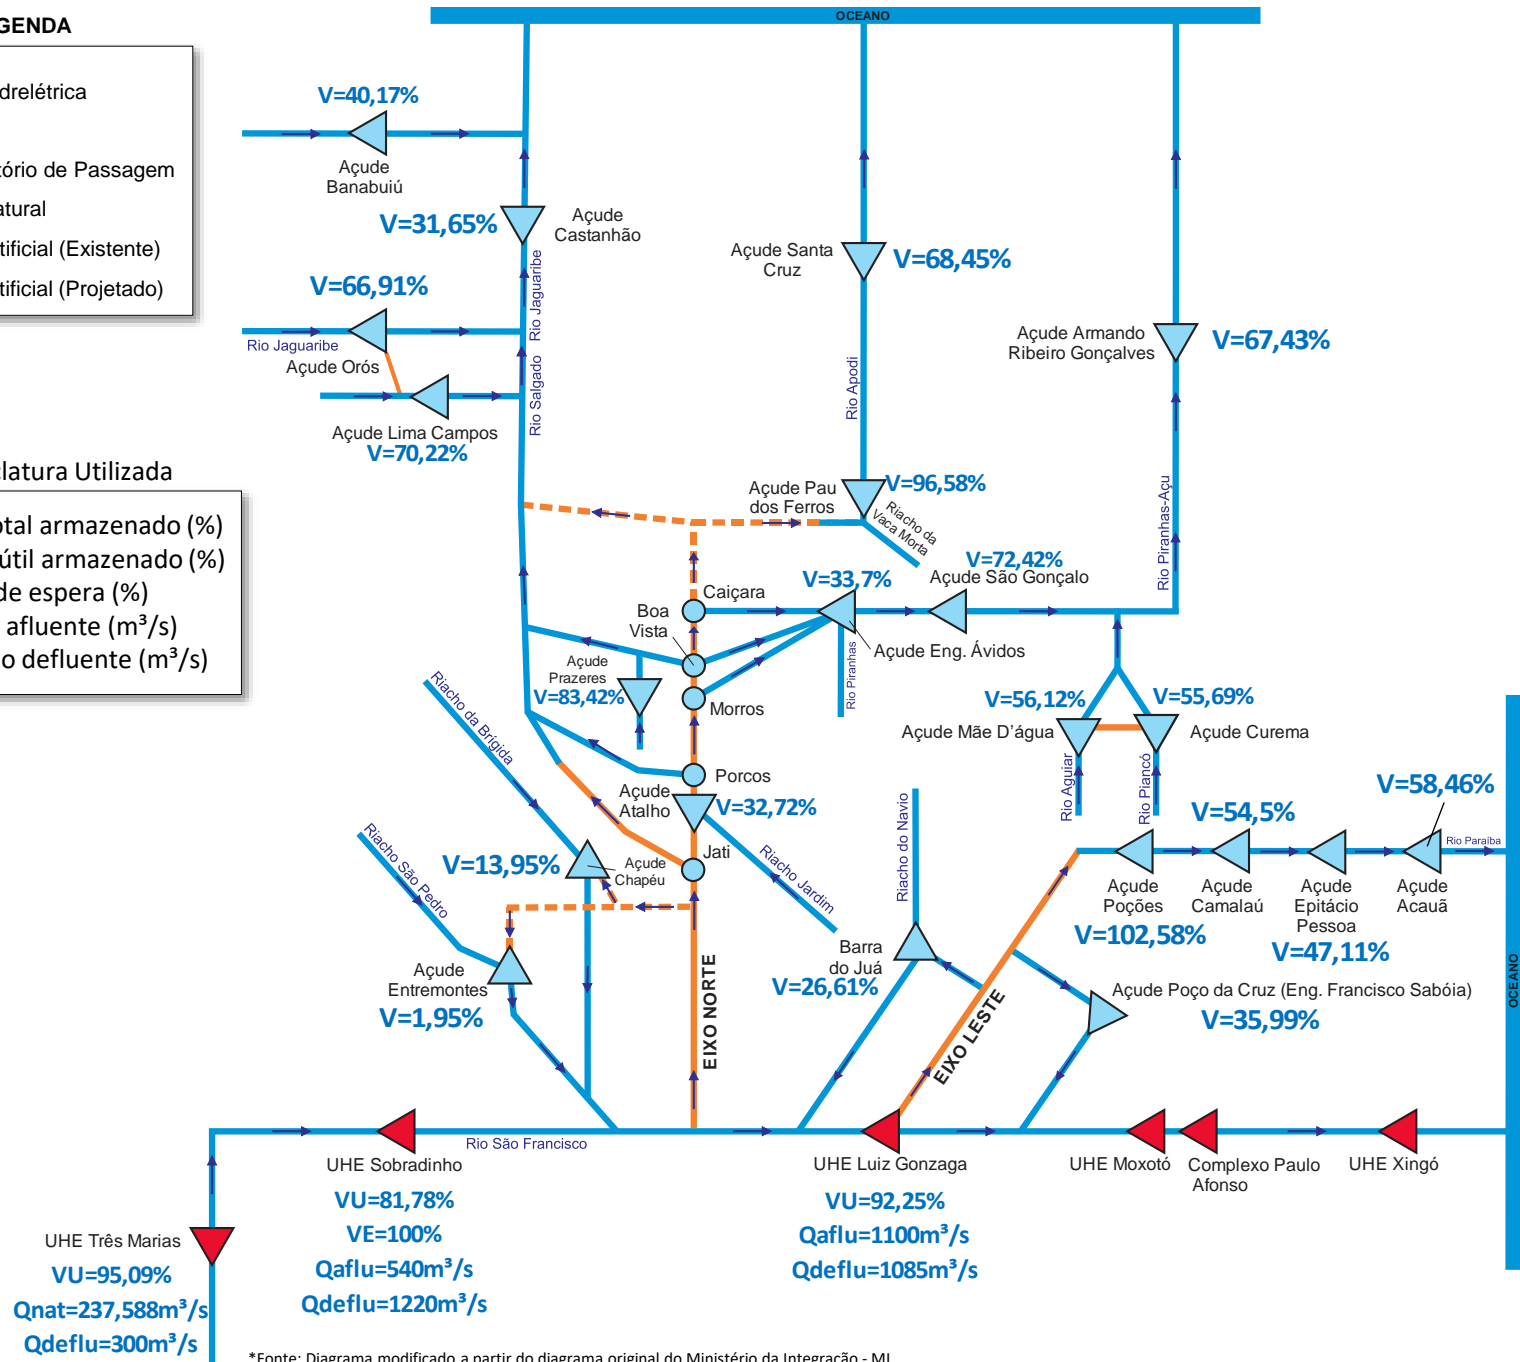 OCEANO
GENDA
drelétrica
tório de Passagem
atural
tificial (Existente)
tificial (Projetado)
V=40,17%
Açude
Banabuiú
V=31,65%
Açude
Castanhão
Rio Jaguaribe
V=66,91%
Rio Jaguaribe
Açude Orós
Rio Salgado
Açude Lima Campos
V=70,22%
Açude Santa
Cruz
V=68,45%
Rio Apodi
Açude Armando
Ribeiro Gonçalves
V=67,43%
Rio Piranhas-Açu
clatura Utilizada
otal armazenado (%)
útil armazenado (%)
de espera (%)
afluente (m³/s)
o defluente (m³/s)
Açude Pau
dos Ferros
V=96,58%
Riacho da
Vaca Morta
V=72,42%
Açude São Gonçalo
V=33,7%
Caiçara
Boa
Vista
Açude Eng. Ávidos
Rio Piranhas
Açude
Prazeres
V=83,42%
Morros
Riacho da Brígida
V=56,12%
V=55,69%
Açude Mãe D'água
Açude Curema
Rio Aguiar
Rio Piancó
Porcos
Açude
Atalho
V=32,72%
Riacho do Navio
V=58,46%
V=54,5%
Rio Paraíba
Riacho São Pedro
V=13,95%
Açude
Chapéu
Jati
Riacho Jardim
Açude
Poções
V=102,58%
Açude
Camalaú
Açude
Epitácio
Pessoa
V=47,11%
Açude
Acauã
Barra
do Juá
V=26,61%
Açude
Entremontes
V=1,95%
EIXO NORTE
EIXO LESTE
Açude Poço da Cruz (Eng. Francisco Sabóia)
V=35,99%
OCEANO
Rio São Francisco
UHE Sobradinho
VU=81,78%
VE=100%
Qaflu=540m³/s
Qdeflu=1220m³/s
UHE Luiz Gonzaga
VU=92,25%
Qaflu=1100m³/s
Qdeflu=1085m³/s
UHE Moxotó
Complexo Paulo
Afonso
UHE Xingó
UHE Três Marias
VU=95,09%
Qnat=237,588m³/s
Qdeflu=300m³/s
*Fonte: Diagrama modificado a partir do diagrama original do Ministério da Integração - MI